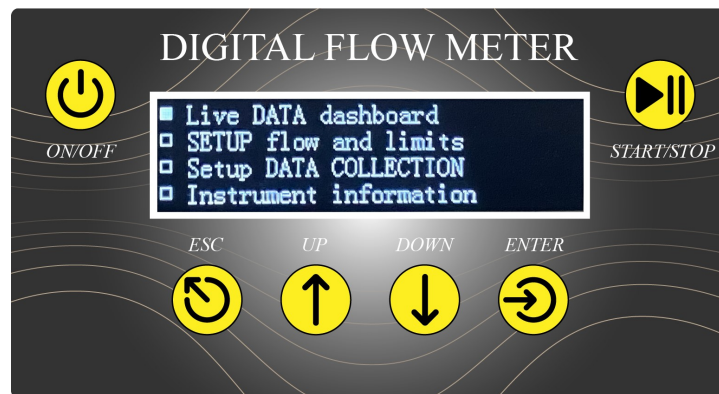 DIGITAL FLOW METER
Live DATA dashboard
SETUP flow and limits
Setup DATA COLLECTION
Instrument information
ON/OFF
START/STOP
ESC UP DOWN ENTER